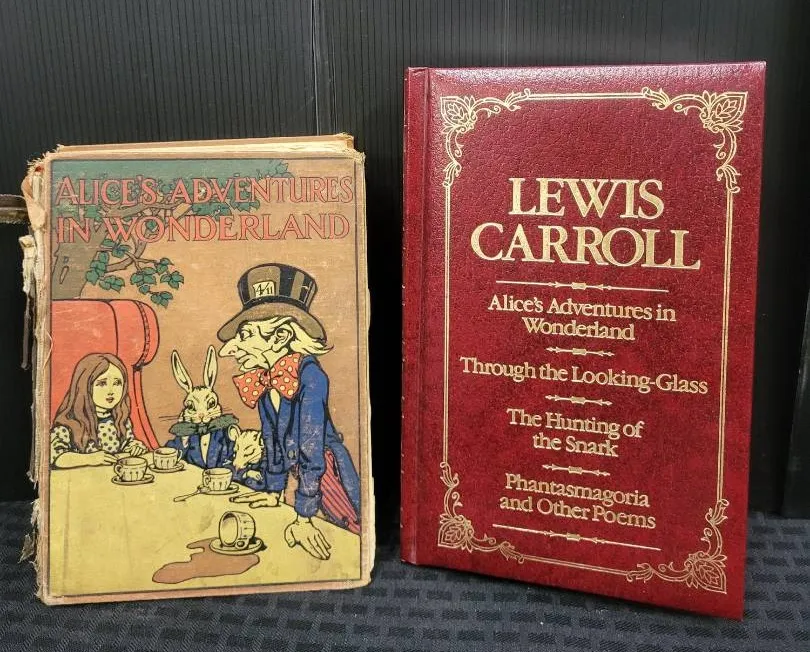 ALICE'S ADVENTURES
IN WONDERLAND
LEWIS
CARROLL
Alice's Adventures in
Wonderland
Through the Looking-Glass
The Hunting of
the Snark
Phantasmagoria
and Other Poems